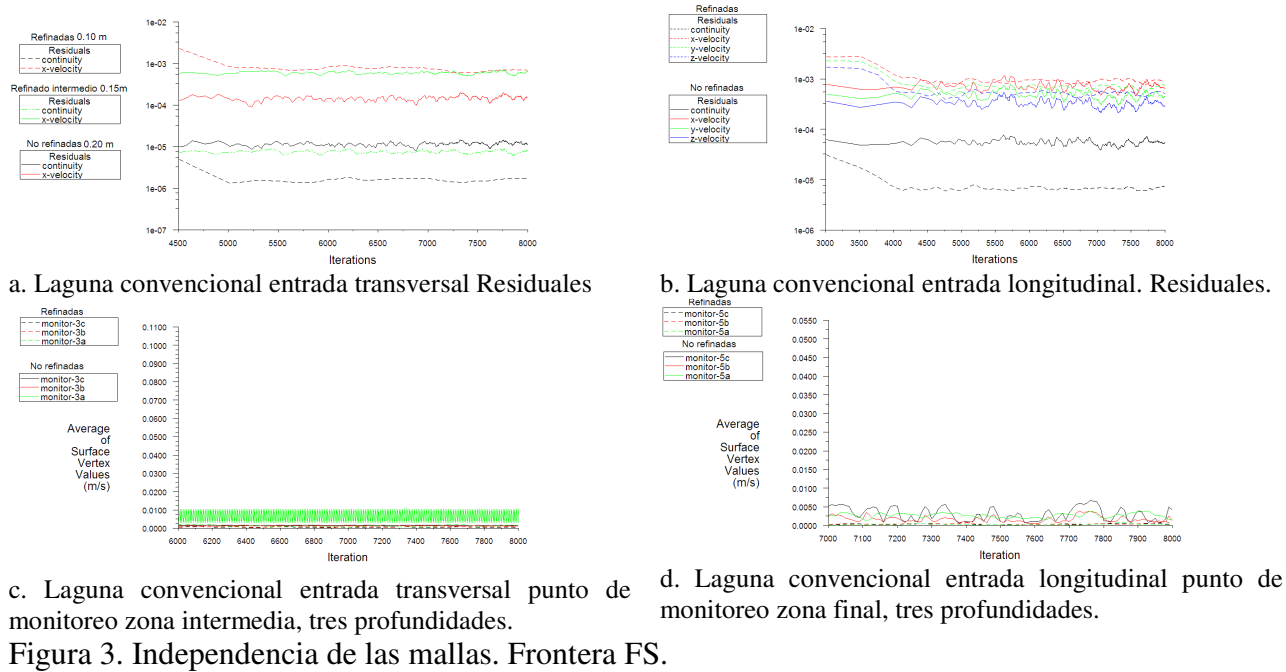 Refinadas 0.10 m
Residuals
continuity
x-velocity
Refinado intermedio 0.15m
Residuals
continuity
x-velocity
No refinadas 0.20 m
Residuals
continuity
x-velocity
1e-02
1e-03
1e-04
1e-05
1e-06
1e-07
4500 5000 5500 6000 6500 7000 7500 8000
Iterations
a. Laguna convencional entrada transversal Residuales
Refinadas
Residuals
continuity
x-velocity
y-velocity
z-velocity
No refinadas
Residuals
continuity
x-velocity
y-velocity
z-velocity
1e-02
1e-03
1e-04
1e-05
1e-06
3000 3500 4000 4500 5000 5500 6000 6500 7000 7500 8000
Iterations
b. Laguna convencional entrada longitudinal. Residuales.
Refinadas
monitor-3c
monitor-3b
monitor-3a
No refinadas
monitor-3c
monitor-3b
monitor-3a
Average
of
Surface
Vertex
Values
(m/s)
0.1100
0.1000
0.0900
0.0800
0.0700
0.0600
0.0500
0.0400
0.0300
0.0200
0.0100
0.0000
6000 6200 6400 6600 6800 7000 7200 7400 7600 7800 8000
Iteration
c. Laguna convencional entrada transversal punto de
monitoreo zona intermedia, tres profundidades.
Refinadas
monitor-5c
monitor-5b
monitor-5a
No refinadas
monitor-5c
monitor-5b
monitor-5a
Average
of
Surface
Vertex
Values
(m/s)
0.0550
0.0500
0.0450
0.0400
0.0350
0.0300
0.0250
0.0200
0.0150
0.0100
0.0050
0.0000
7000 7100 7200 7300 7400 7500 7600 7700 7800 7900 8000
Iteration
d. Laguna convencional entrada longitudinal punto de
monitoreo zona final, tres profundidades.
Figura 3. Independencia de las mallas. Frontera FS.